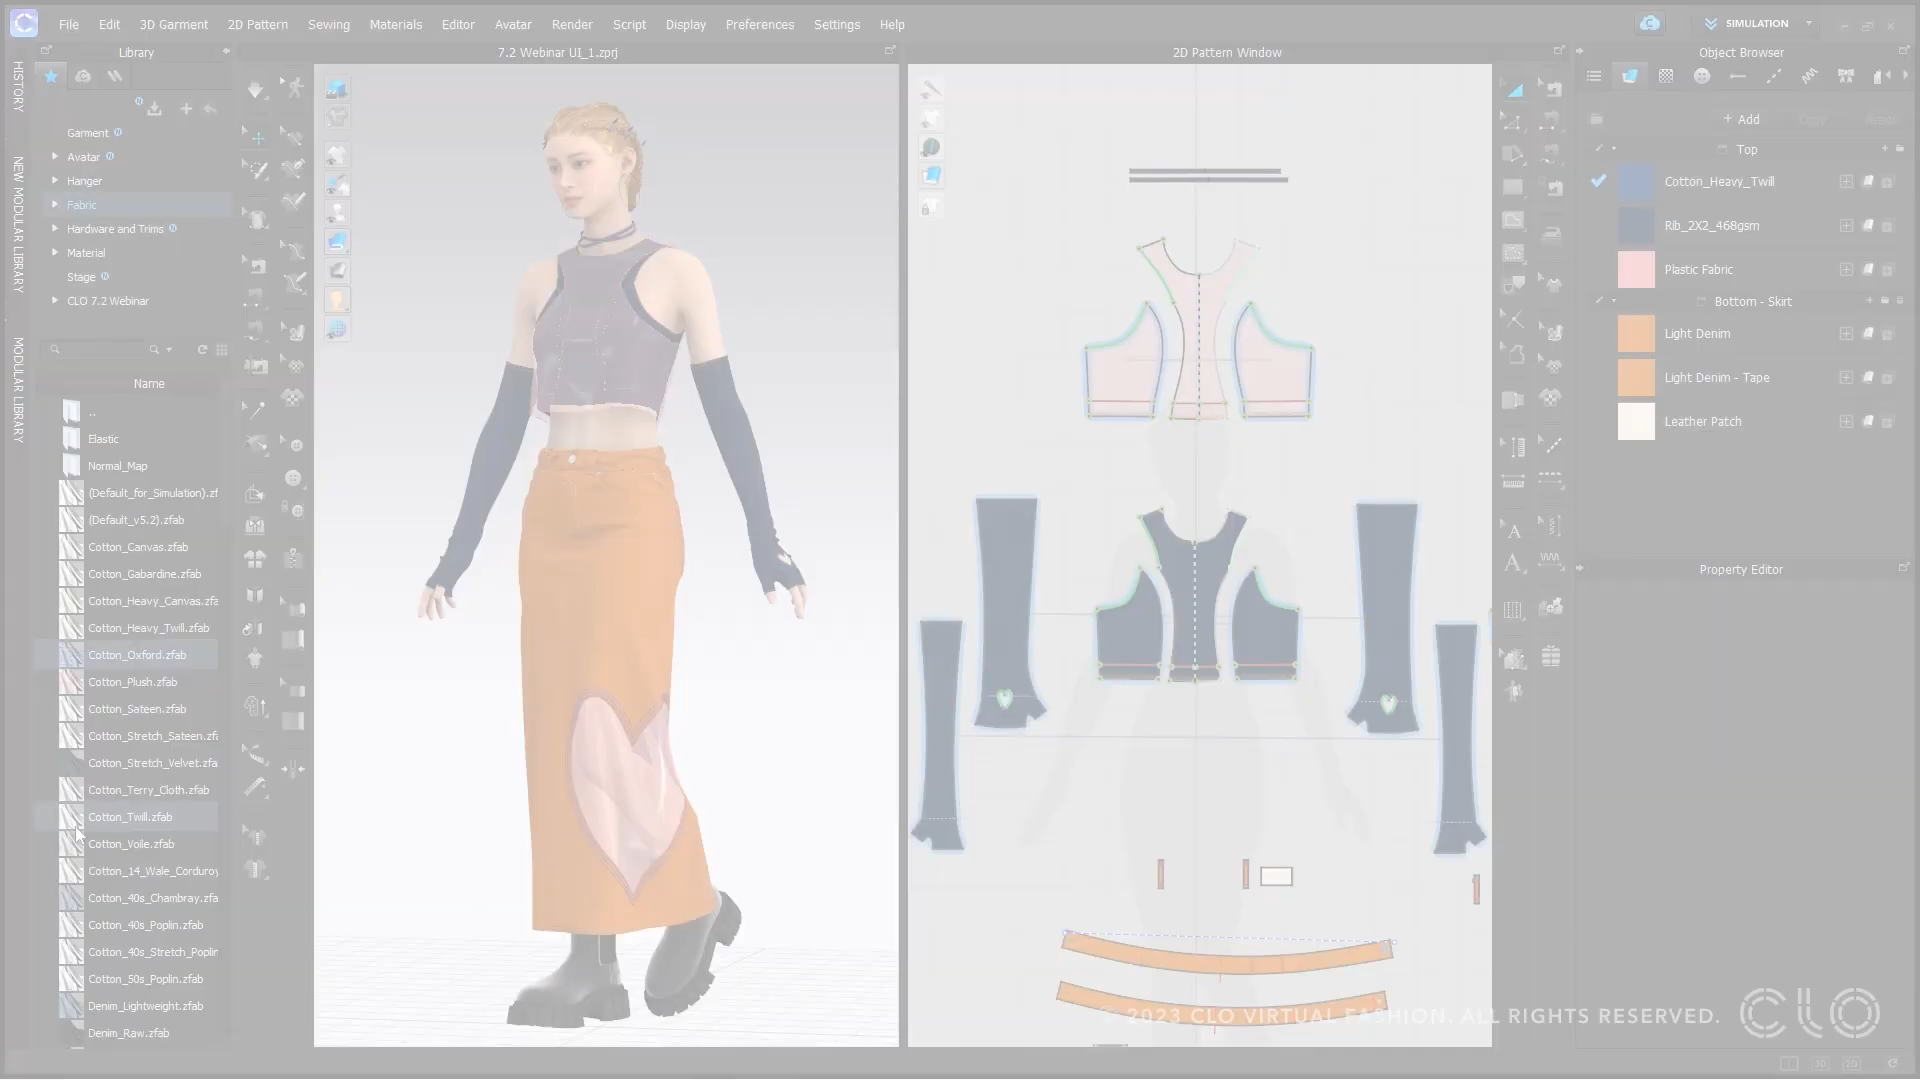 File Edit 3D Garment 2D Pattern Sewing Materials Editor Avatar Render Script Display Preferences Settings Help
SIMULATION
Library
7.2 Webinar UI_1.zprj
2D Pattern Window
Object Browser
HISTORY
NEW MODULAR LIBRARY
MODULAR LIBRARY
Garment
Avatar
Hanger
Fabric
Hardware and Trims
Material
Stage
CLO 7.2 Webinar
Name
..
Elastic
Normal_Map
(Default_for_Simulation).zf
(Default_v5.2).zfab
Cotton_Canvas.zfab
Cotton_Gabardine.zfab
Cotton_Heavy_Canvas.zfa
Cotton_Heavy_Twill.zfab
Cotton_Oxford.zfab
Cotton_Plush.zfab
Cotton_Sateen.zfab
Cotton_Stretch_Sateen.zfa
Cotton_Stretch_Velvet.zfa
Cotton_Terry_Cloth.zfab
Cotton_Twill.zfab
Cotton_Voile.zfab
Cotton_14_Wale_Corduroy
Cotton_40s_Chambray.zfa
Cotton_40s_Poplin.zfab
Cotton_40s_Stretch_Poplin
Cotton_50s_Poplin.zfab
Denim_Lightweight.zfab
Denim_Raw.zfab
+ Add Copy Assign
Top
Cotton_Heavy_Twill
Rib_2X2_468gsm
Plastic Fabric
Bottom - Skirt
Light Denim
Light Denim - Tape
Leather Patch
Property Editor
© 2023 CLO VIRTUAL FASHION. ALL RIGHTS RESERVED.
CLO
3D
2D